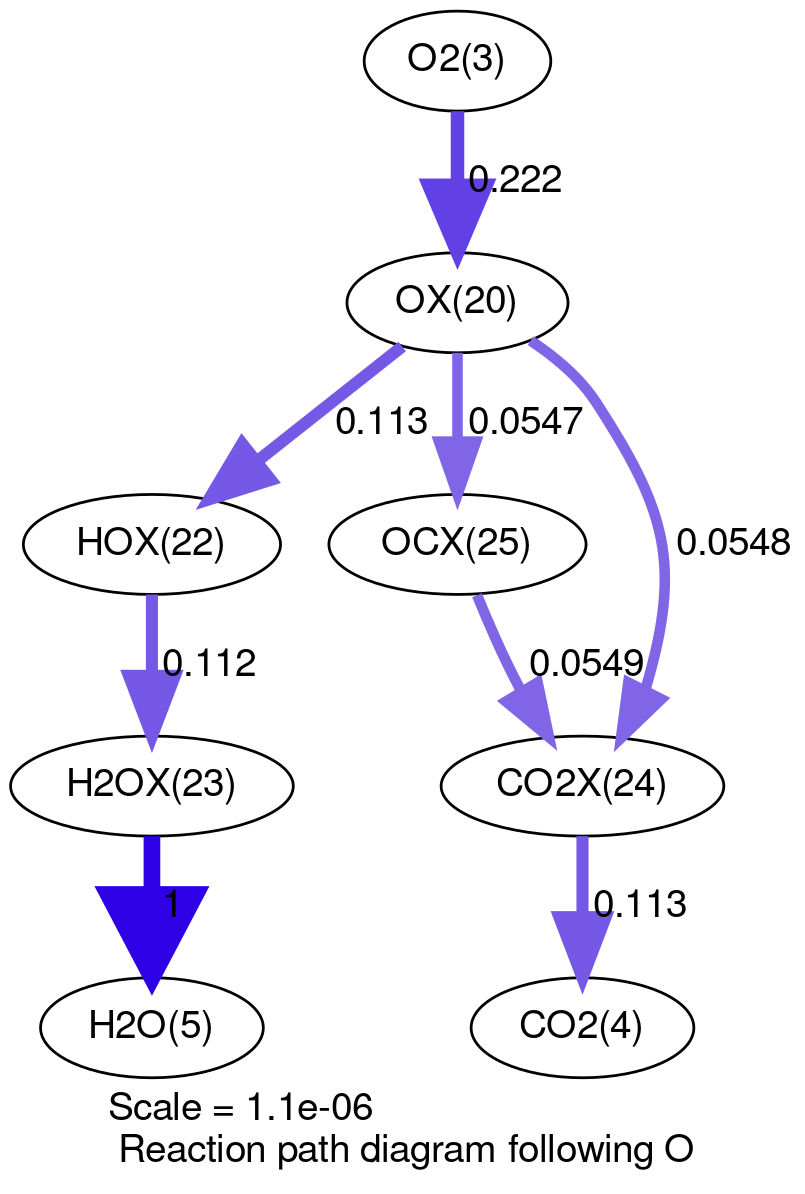 O2(3)
0.222
OX(20)
0.113
0.0547
0.0548
HOX(22)
OCX(25)
0.112
0.0549
H2OX(23)
CO2X(24)
1
0.113
H2O(5)
CO2(4)
Scale = 1.1e-06
Reaction path diagram following O